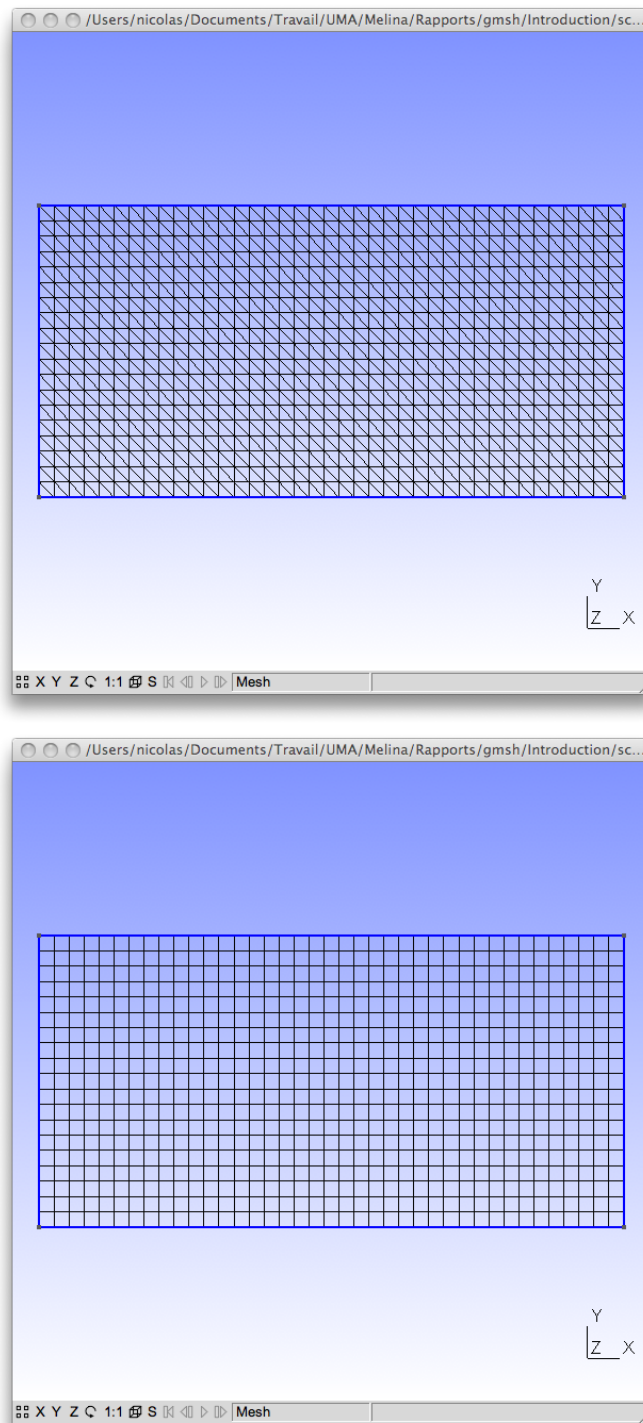 /Users/nicolas/Documents/Travail/UMA/Melina/Rapports/gmsh/Introduction/sc...
Y
Z X
X Y Z 1:1 S Mesh
/Users/nicolas/Documents/Travail/UMA/Melina/Rapports/gmsh/Introduction/sc...
Y
Z X
X Y Z 1:1 S Mesh